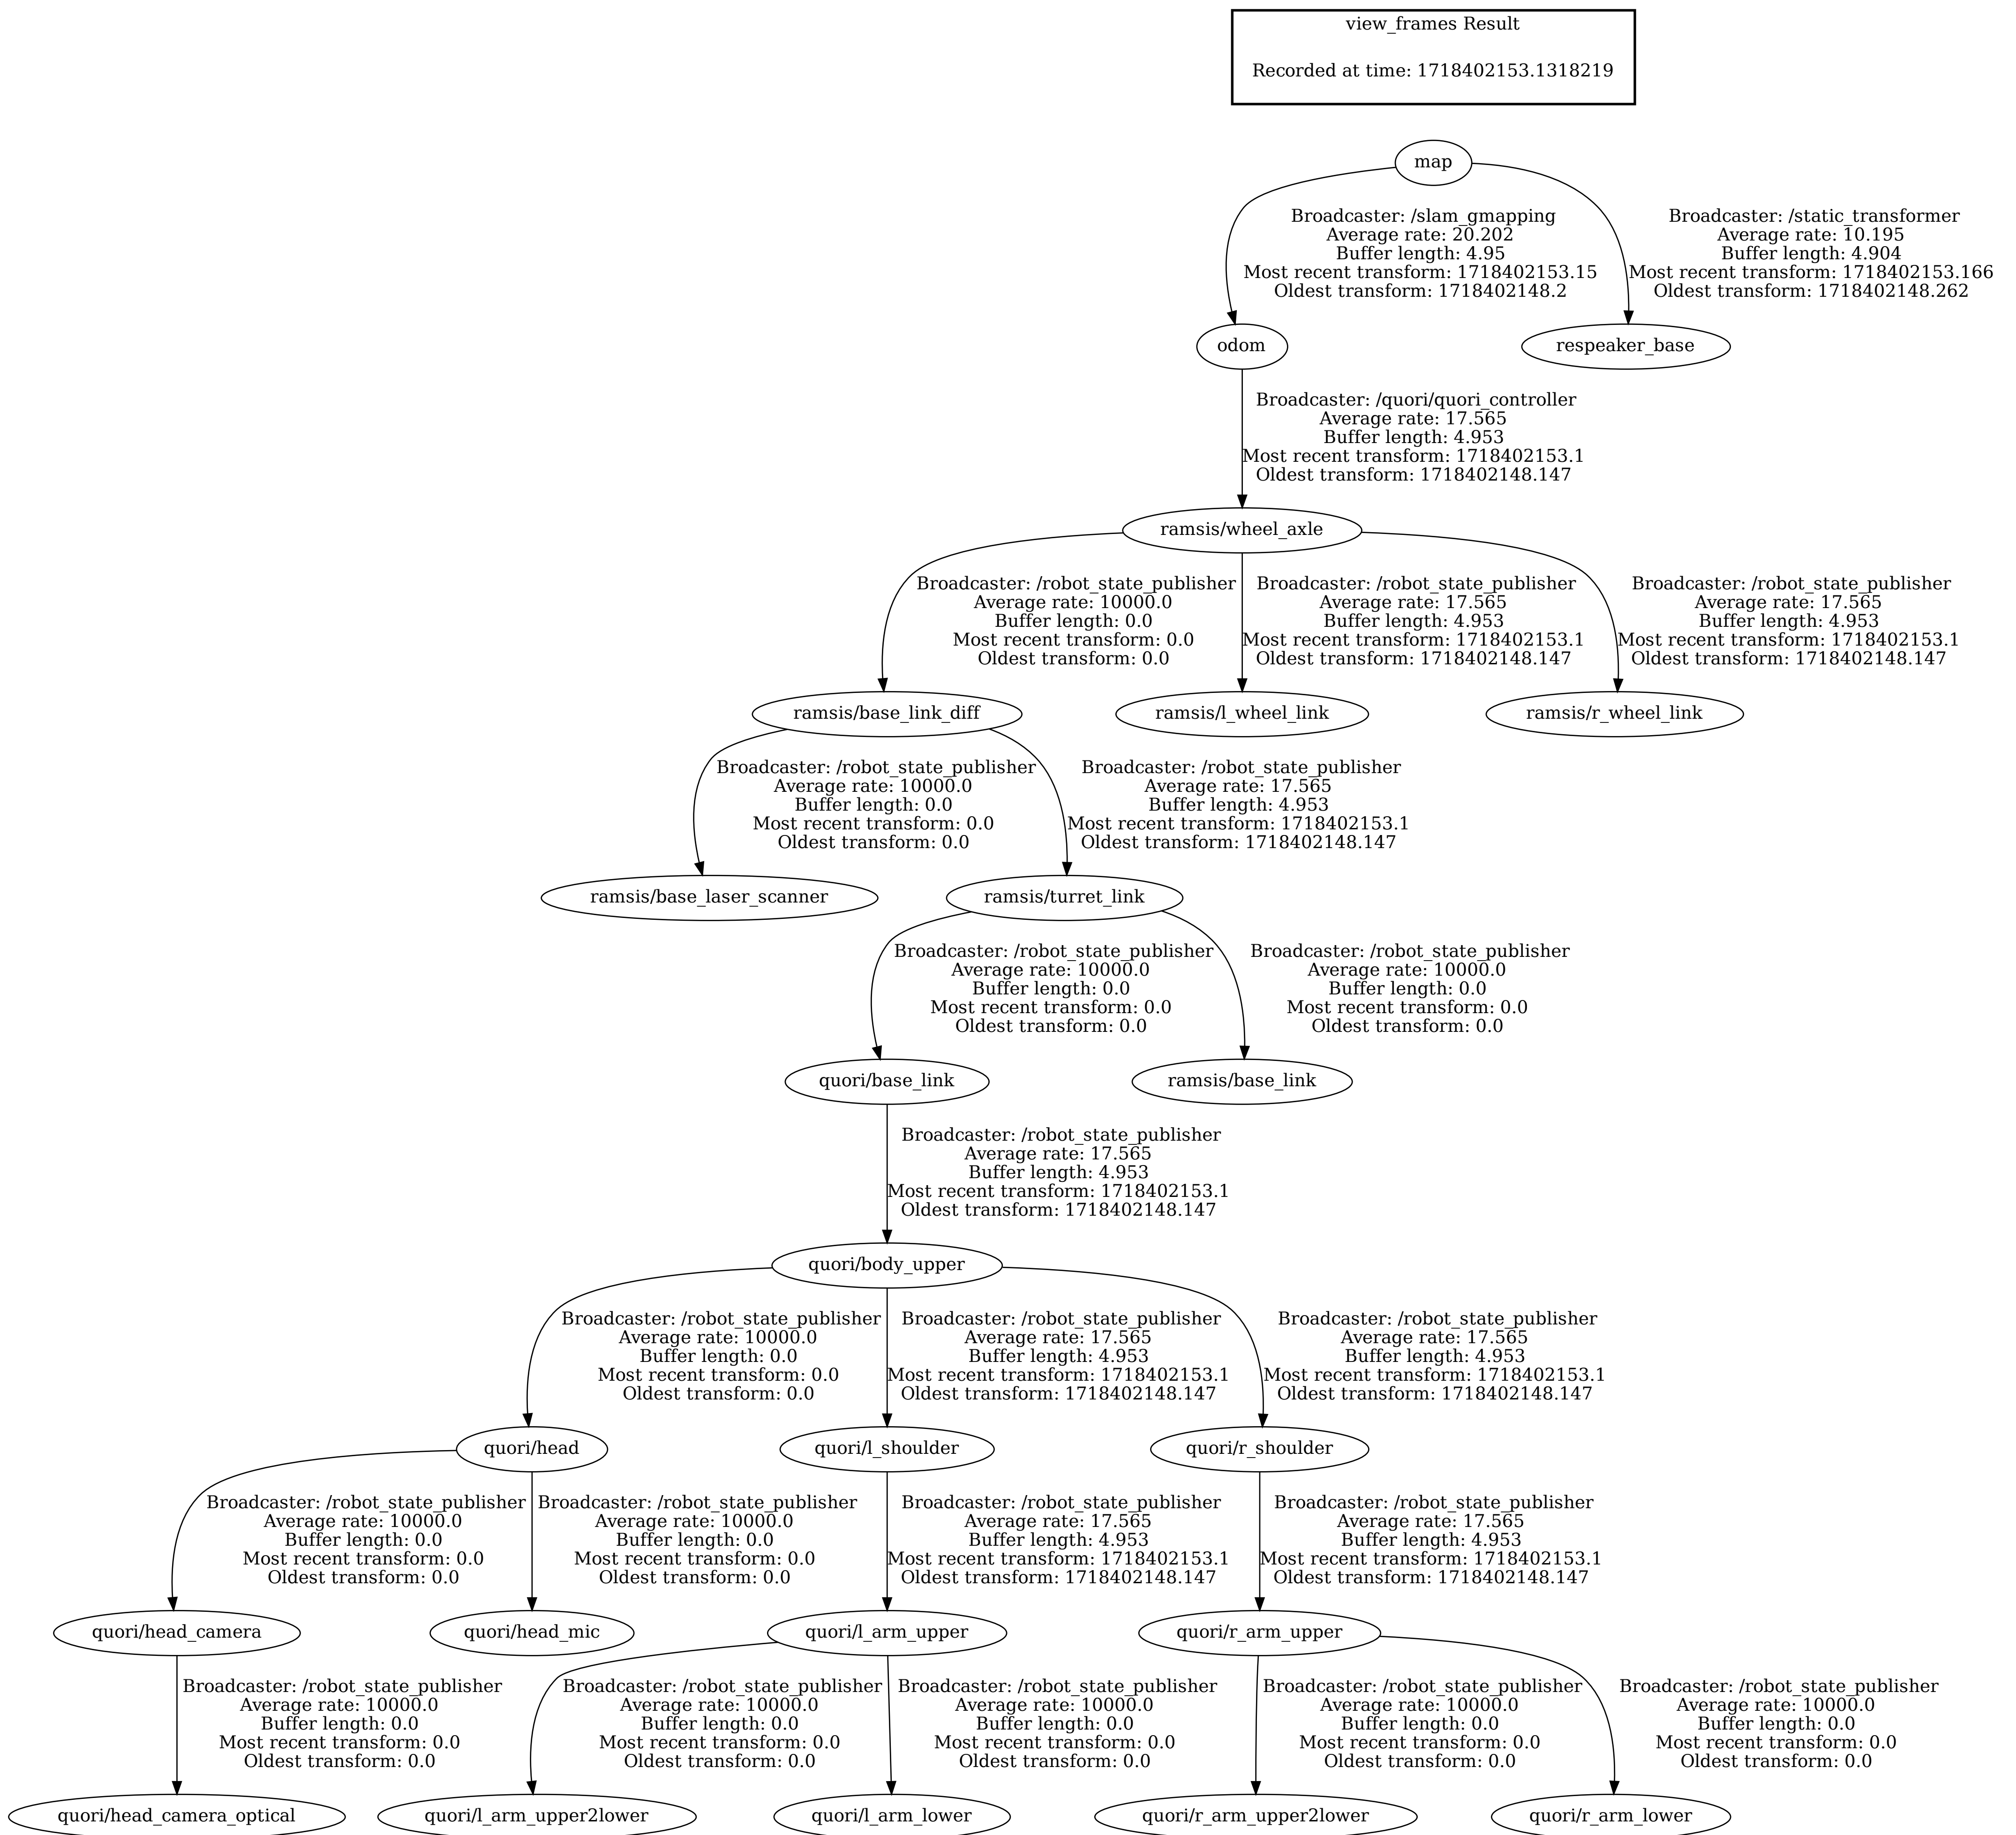 view_frames Result
Recorded at time: 1718402153.1318219
map
Broadcaster: /slam_gmapping
Average rate: 20.202
Buffer length: 4.95
Most recent transform: 1718402153.15
Oldest transform: 1718402148.2
Broadcaster: /static_transformer
Average rate: 10.195
Buffer length: 4.904
Most recent transform: 1718402153.166
Oldest transform: 1718402148.262
odom
respeaker_base
Broadcaster: /quori/quori_controller
Average rate: 17.565
Buffer length: 4.953
Most recent transform: 1718402153.1
Oldest transform: 1718402148.147
ramsis/wheel_axle
Broadcaster: /robot_state_publisher
Average rate: 10000.0
Buffer length: 0.0
Most recent transform: 0.0
Oldest transform: 0.0
Broadcaster: /robot_state_publisher
Average rate: 17.565
Buffer length: 4.953
Most recent transform: 1718402153.1
Oldest transform: 1718402148.147
Broadcaster: /robot_state_publisher
Average rate: 17.565
Buffer length: 4.953
Most recent transform: 1718402153.1
Oldest transform: 1718402148.147
ramsis/base_link_diff
ramsis/l_wheel_link
ramsis/r_wheel_link
Broadcaster: /robot_state_publisher
Average rate: 10000.0
Buffer length: 0.0
Most recent transform: 0.0
Oldest transform: 0.0
Broadcaster: /robot_state_publisher
Average rate: 17.565
Buffer length: 4.953
Most recent transform: 1718402153.1
Oldest transform: 1718402148.147
ramsis/base_laser_scanner
ramsis/turret_link
Broadcaster: /robot_state_publisher
Average rate: 10000.0
Buffer length: 0.0
Most recent transform: 0.0
Oldest transform: 0.0
Broadcaster: /robot_state_publisher
Average rate: 10000.0
Buffer length: 0.0
Most recent transform: 0.0
Oldest transform: 0.0
quori/base_link
ramsis/base_link
Broadcaster: /robot_state_publisher
Average rate: 17.565
Buffer length: 4.953
Most recent transform: 1718402153.1
Oldest transform: 1718402148.147
quori/body_upper
Broadcaster: /robot_state_publisher
Average rate: 10000.0
Buffer length: 0.0
Most recent transform: 0.0
Oldest transform: 0.0
Broadcaster: /robot_state_publisher
Average rate: 17.565
Buffer length: 4.953
Most recent transform: 1718402153.1
Oldest transform: 1718402148.147
Broadcaster: /robot_state_publisher
Average rate: 17.565
Buffer length: 4.953
Most recent transform: 1718402153.1
Oldest transform: 1718402148.147
quori/head
quori/l_shoulder
quori/r_shoulder
Broadcaster: /robot_state_publisher
Average rate: 10000.0
Buffer length: 0.0
Most recent transform: 0.0
Oldest transform: 0.0
Broadcaster: /robot_state_publisher
Average rate: 10000.0
Buffer length: 0.0
Most recent transform: 0.0
Oldest transform: 0.0
Broadcaster: /robot_state_publisher
Average rate: 17.565
Buffer length: 4.953
Most recent transform: 1718402153.1
Oldest transform: 1718402148.147
Broadcaster: /robot_state_publisher
Average rate: 17.565
Buffer length: 4.953
Most recent transform: 1718402153.1
Oldest transform: 1718402148.147
quori/head_camera
quori/head_mic
quori/l_arm_upper
quori/r_arm_upper
Broadcaster: /robot_state_publisher
Average rate: 10000.0
Buffer length: 0.0
Most recent transform: 0.0
Oldest transform: 0.0
Broadcaster: /robot_state_publisher
Average rate: 10000.0
Buffer length: 0.0
Most recent transform: 0.0
Oldest transform: 0.0
Broadcaster: /robot_state_publisher
Average rate: 10000.0
Buffer length: 0.0
Most recent transform: 0.0
Oldest transform: 0.0
Broadcaster: /robot_state_publisher
Average rate: 10000.0
Buffer length: 0.0
Most recent transform: 0.0
Oldest transform: 0.0
Broadcaster: /robot_state_publisher
Average rate: 10000.0
Buffer length: 0.0
Most recent transform: 0.0
Oldest transform: 0.0
quori/head_camera_optical
quori/l_arm_upper2lower
quori/l_arm_lower
quori/r_arm_upper2lower
quori/r_arm_lower